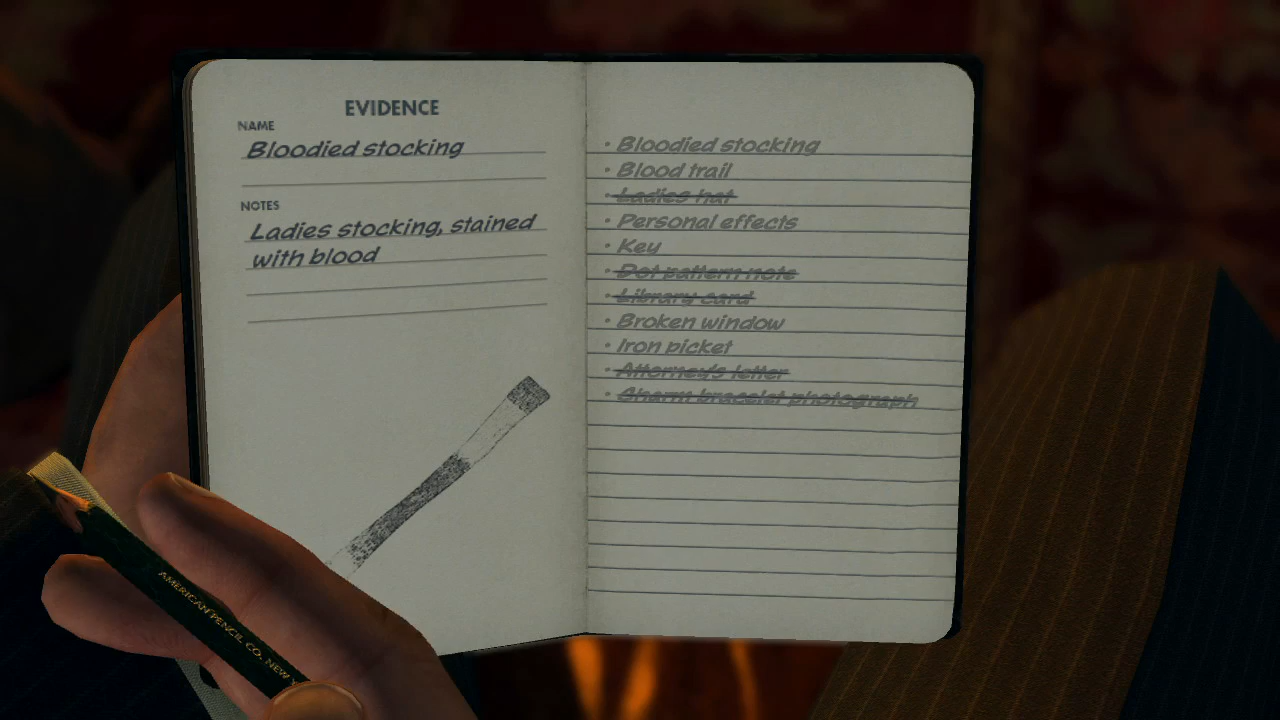 EVIDENCE
NAME
Bloodied stocking
NOTES
Ladies stocking, stained
with blood
• Bloodied stocking
• Blood trail
• Ladies hat
• Personal effects
• Key
• Dot pattern note
• Library card
• Broken window
• Iron picket
• Attorney's letter
• Charm bracelet photograph
AMERICAN PENCIL CO. NEW